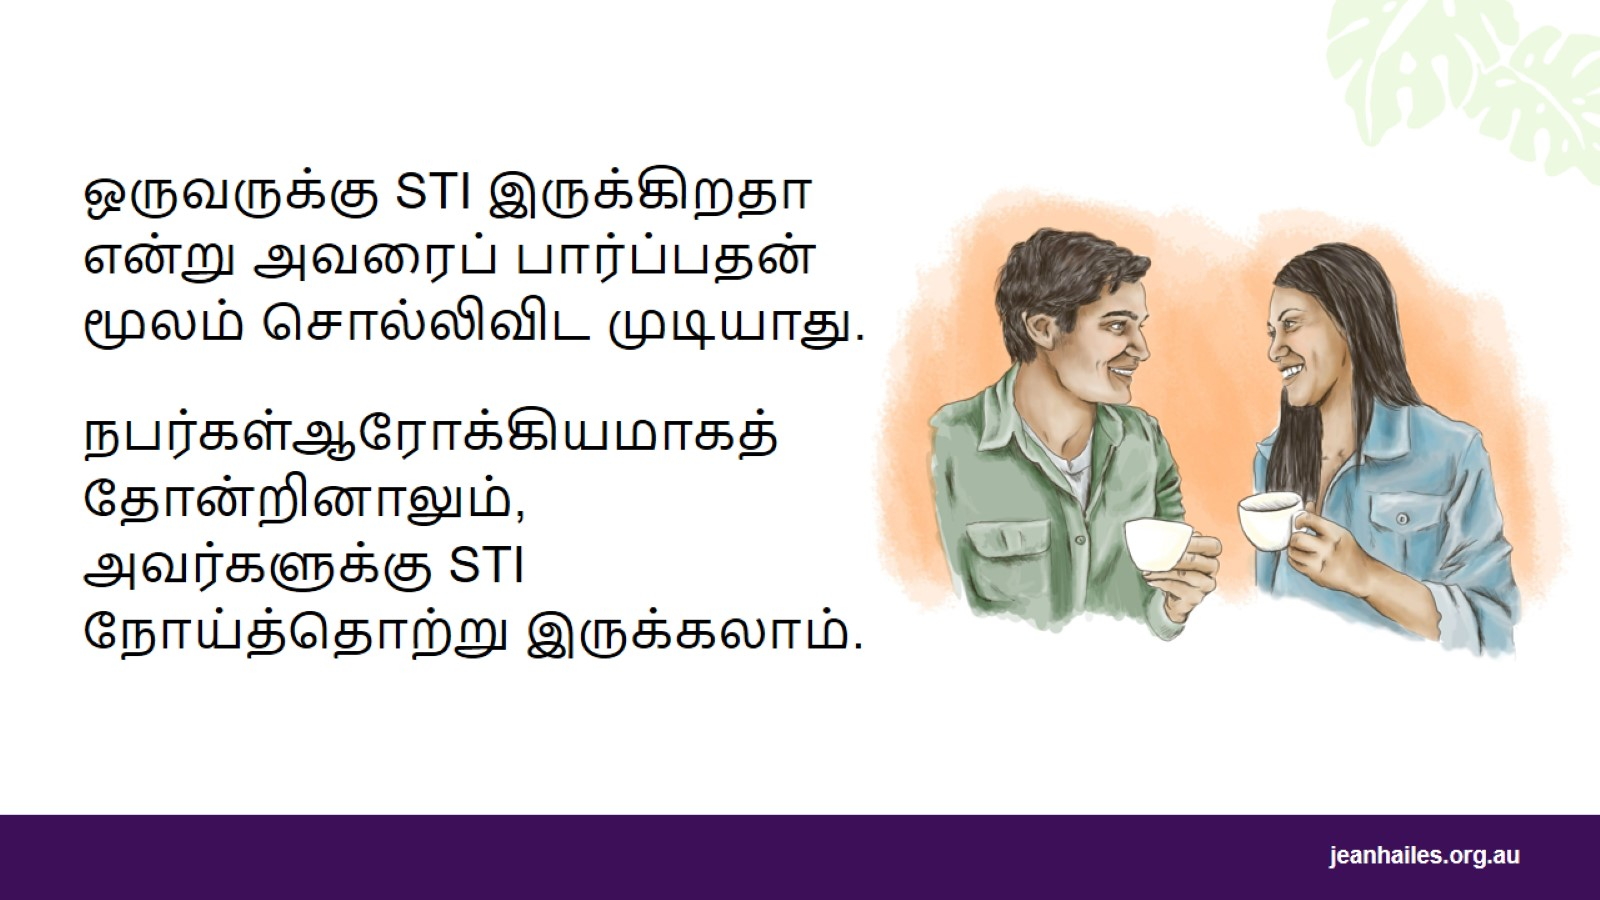 ஒருவருக்கு STI இருக்கிறதா
என்று அவரைப் பார்ப்பதன்
மூலம் சொல்லிவிட முடியாது.
நபர்கள்ஆரோக்கியமாகத்
தோன்றினாலும்,
அவர்களுக்கு STI
நோய்த்தொற்று இருக்கலாம்.
jeanhailes.org.au